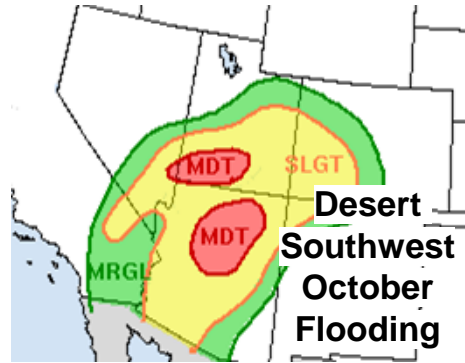 MDT
SLGT
MDT
MRGL
Desert
Southwest
October
Flooding